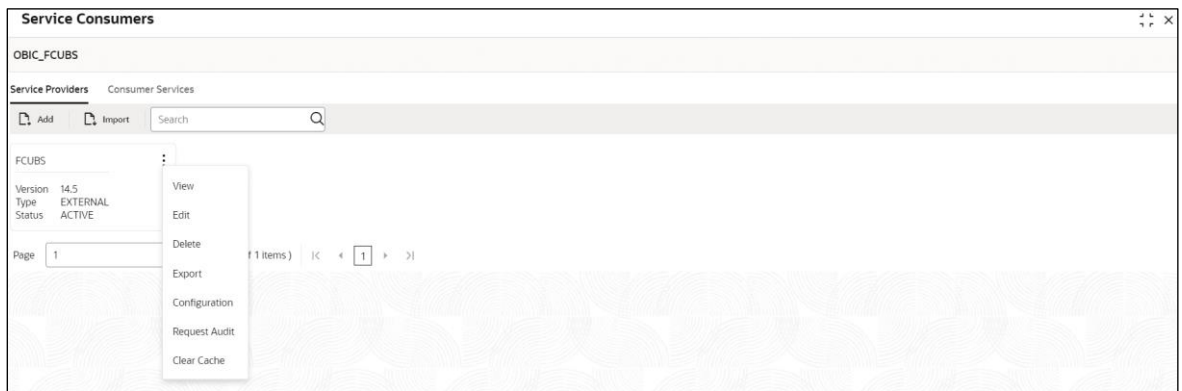 Service Consumers
OBIC_FCUBS
Service Providers Consumer Services
Add Import Search
FCUBS
Version 14.5
Type EXTERNAL
Status ACTIVE
View
Edit
Delete
Export
Configuration
Request Audit
Clear Cache
Page 1 f 1 items ) 1